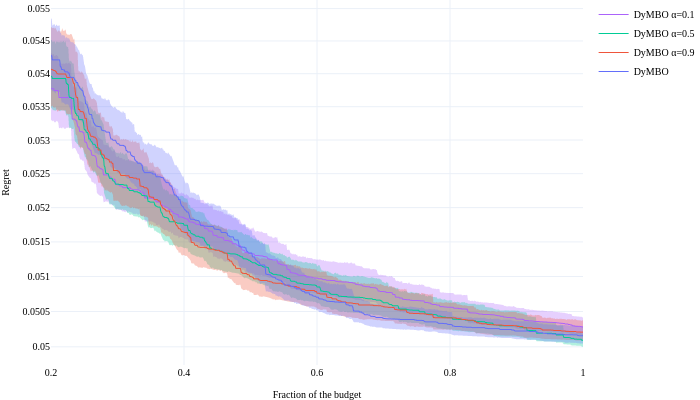 0.055
0.0545
0.054
0.0535
0.053
0.0525
0.052
0.0515
0.051
0.0505
0.05
Regret
0.2 0.4 0.6 0.8 1
Fraction of the budget
DyMBO α=0.1
DyMBO α=0.5
DyMBO α=0.9
DyMBO